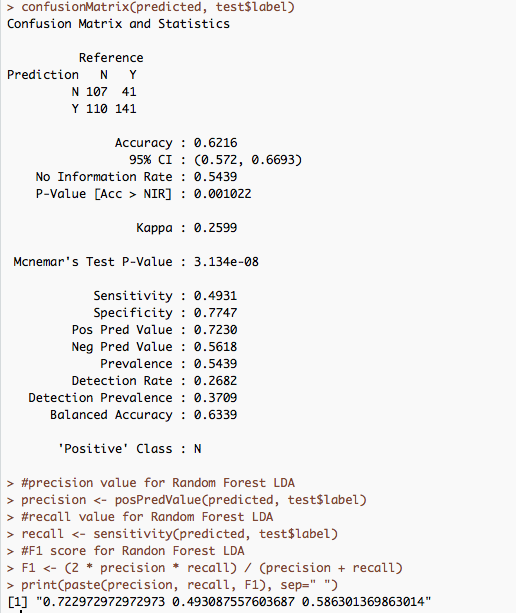 > confusionMatrix(predicted, test$label)
Confusion Matrix and Statistics
Reference
Prediction N Y
N 107 41
Y 110 141
Accuracy : 0.6216
95% CI : (0.572, 0.6693)
No Information Rate : 0.5439
P-Value [Acc > NIR] : 0.001022
Kappa : 0.2599
Mcnemar's Test P-Value : 3.134e-08
Sensitivity : 0.4931
Specificity : 0.7747
Pos Pred Value : 0.7230
Neg Pred Value : 0.5618
Prevalence : 0.5439
Detection Rate : 0.2682
Detection Prevalence : 0.3709
Balanced Accuracy : 0.6339
'Positive' Class : N
> #precision value for Random Forest LDA
> precision <- posPredValue(predicted, test$label)
> #recall value for Random Forest LDA
> recall <- sensitivity(predicted, test$label)
> #F1 score for Randon Forest LDA
> F1 <- (2 * precision * recall) / (precision + recall)
> print(paste(precision, recall, F1), sep=" ")
[1] "0.722972972972973 0.493087557603687 0.586301369863014"